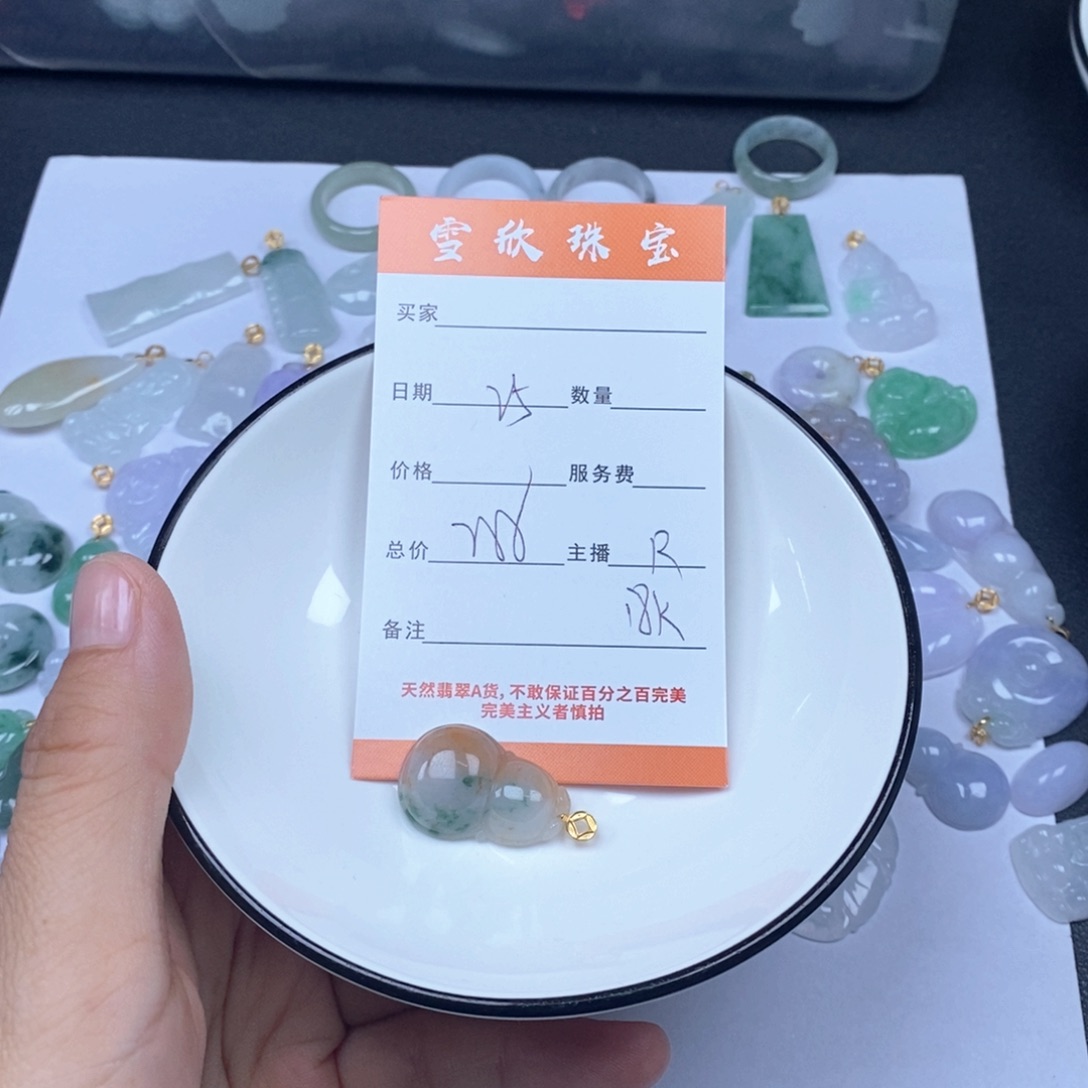 雪欣珠宝
买家
日期 25 数量
价格 服务费
总价 主播 R
18K
备注
天然翡翠A货,不敢保证百分之百完美
完美主义者慎拍